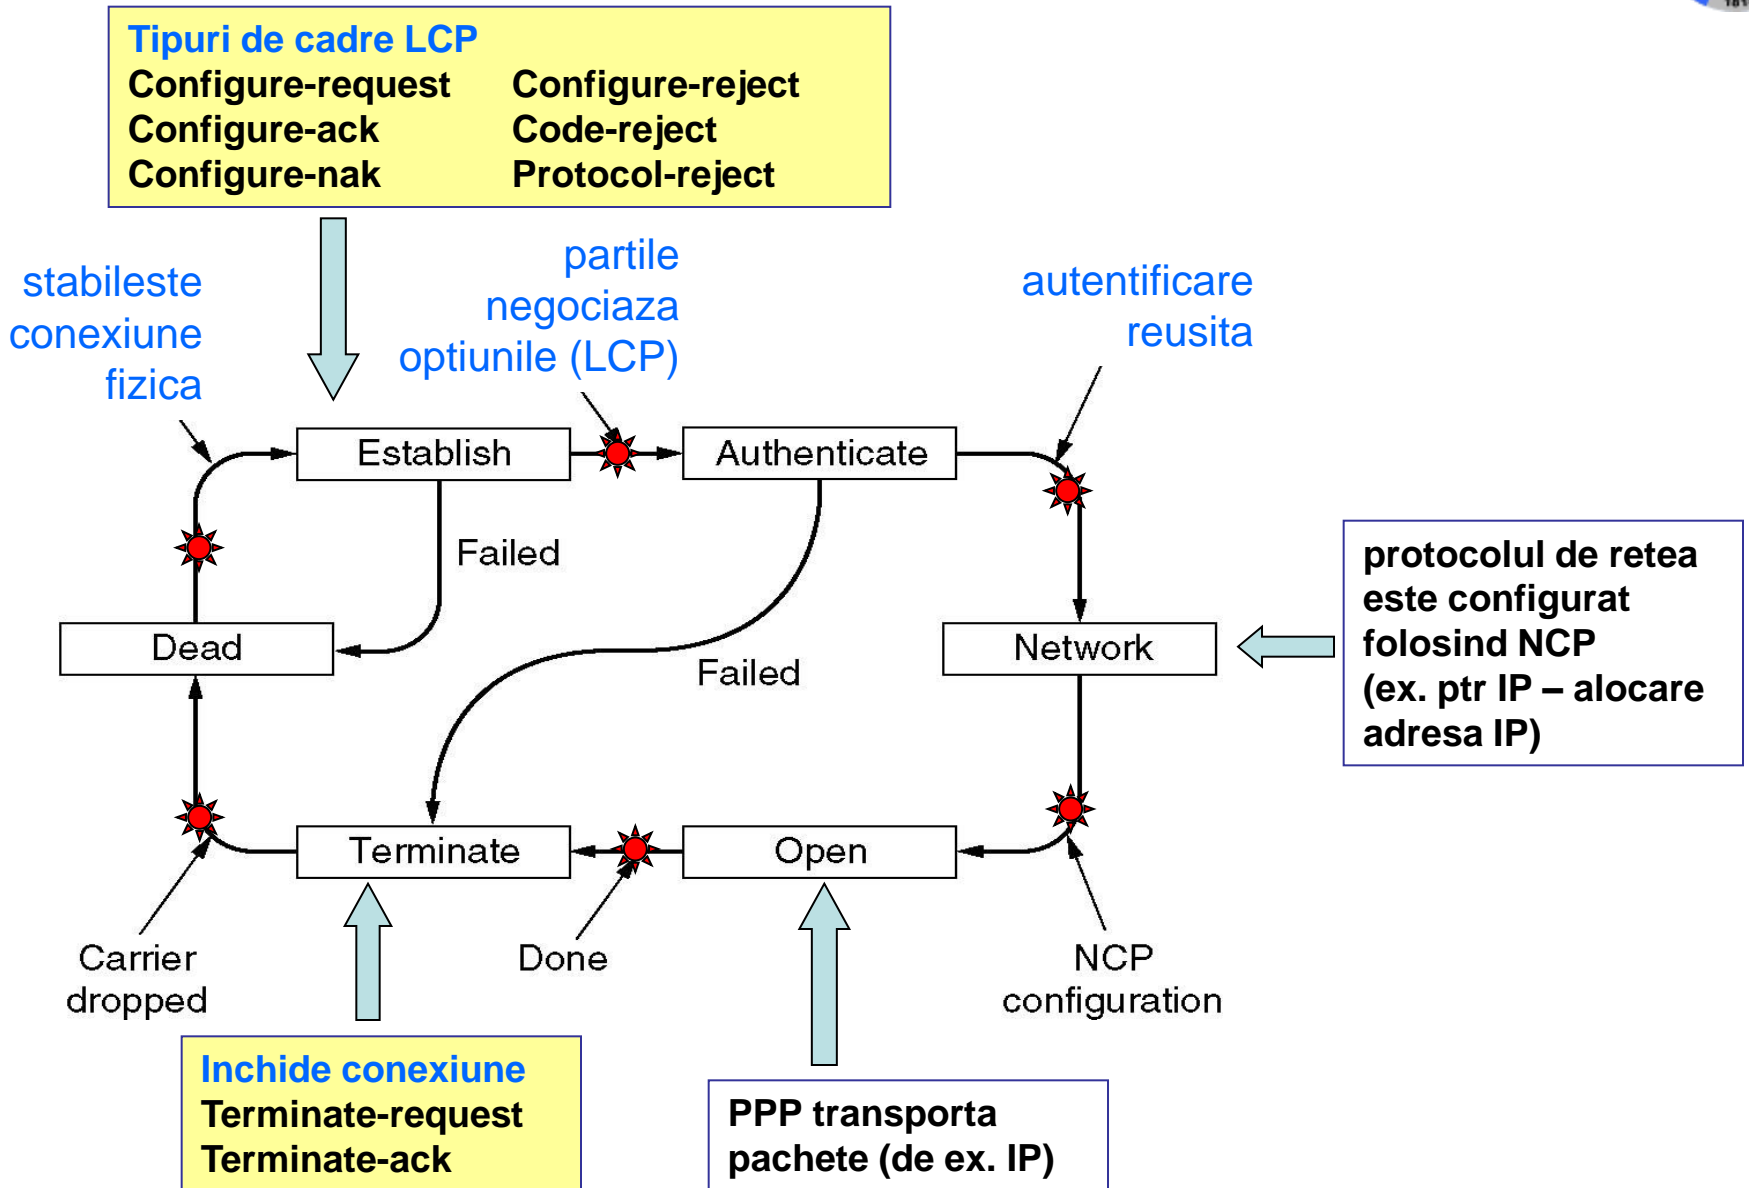 Tipuri de cadre LCP
Configure-request Configure-reject
Configure-ack Code-reject
Configure-nak Protocol-reject
stabileste
conexiune
fizica
partile
negociaza
optiunile (LCP)
autentificare
reusita
Establish
Authenticate
Failed
Failed
Dead
Network
protocolul de retea
este configurat
folosind NCP
(ex. ptr IP – alocare
adresa IP)
Terminate
Open
Carrier
dropped
Done
NCP
configuration
Inchide conexiune
Terminate-request
Terminate-ack
PPP transporta
pachete (de ex. IP)